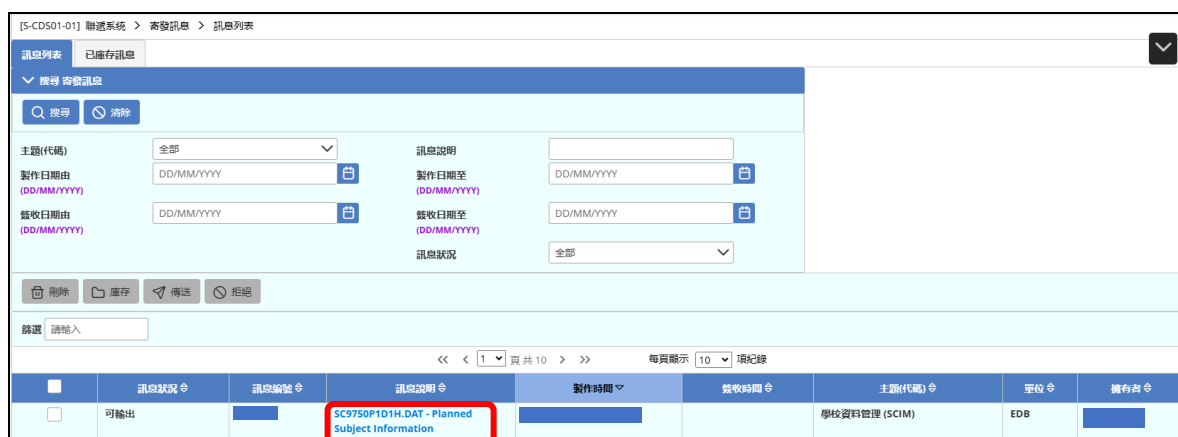 [S-CDS01-01] 聯遞系統 > 寄發訊息 > 訊息列表
訊息列表 已庫存訊息
搜尋 寄發訊息
搜尋 清除
主題(代碼) 全部 訊息說明
製作日期由 DD/MM/YYYY 製作日期至 DD/MM/YYYY
(DD/MM/YYYY) (DD/MM/YYYY)
簽收日期由 DD/MM/YYYY 簽收日期至 DD/MM/YYYY
(DD/MM/YYYY) (DD/MM/YYYY)
訊息狀況 全部
刪除 庫存 傳送 拒絕
篩選 請輸入
<< < 1 頁 共 10 > >> 每頁顯示 10 項紀錄
訊息狀況 訊息編號 訊息說明 製作時間 簽收時間 主題(代碼) 單位 擁有者
可輸出 SC9750P1D1H.DAT - Planned 學校資料管理 (SCIM) EDB
Subject Information